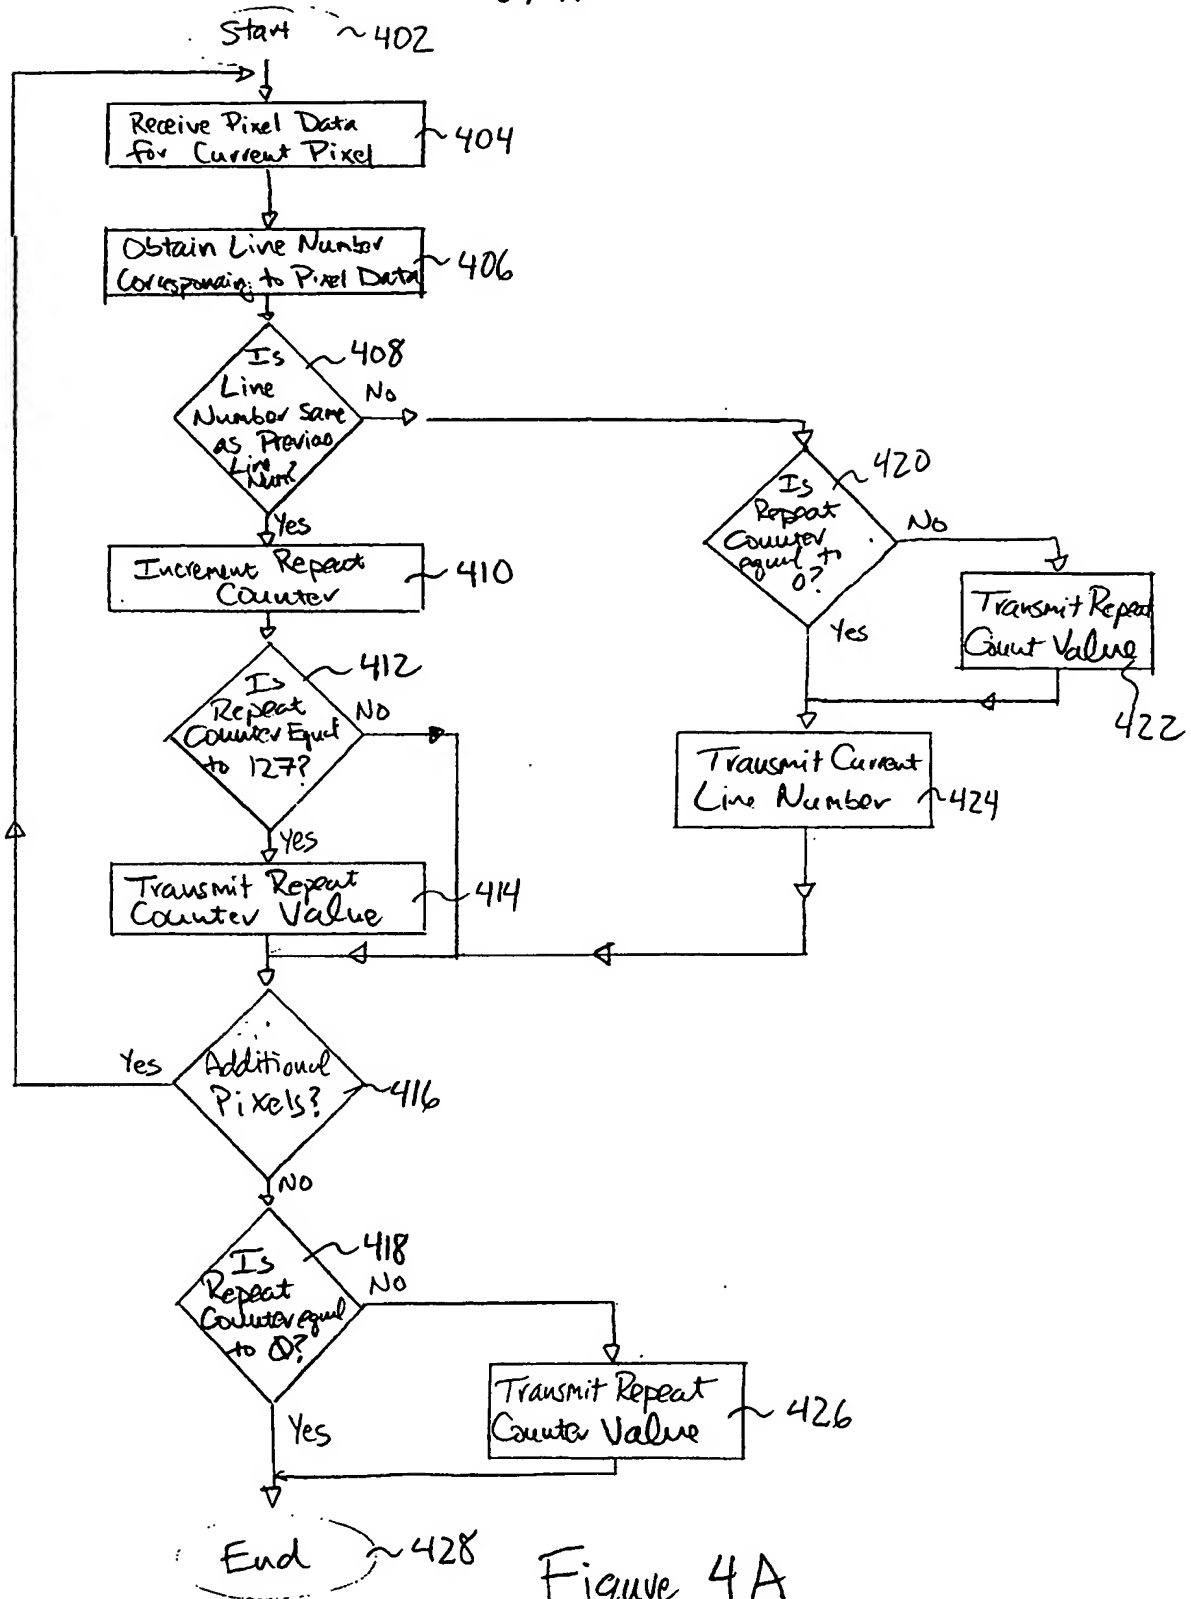 Start 402
Receive Pixel Data
for Current Pixel
404
Obtain Line Number
Corresponding to Pixel Data
406
Is
Line
Number Same
as Previous
Line
Num?
408
No
Yes
Increment Repeat
Counter
410
Is
Repeat
Counter Equal
to 127?
412
No
Yes
Transmit Repeat
Counter Value
414
Is
Repeat
Counter
equal to
0?
420
No
Yes
Transmit Repeat
Count Value
422
Transmit Current
Line Number
424
Additional
Pixels?
416
Yes
No
Is
Repeat
Counter equal
to 0?
418
No
Yes
Transmit Repeat
Counter Value
426
End 428
Figure 4A